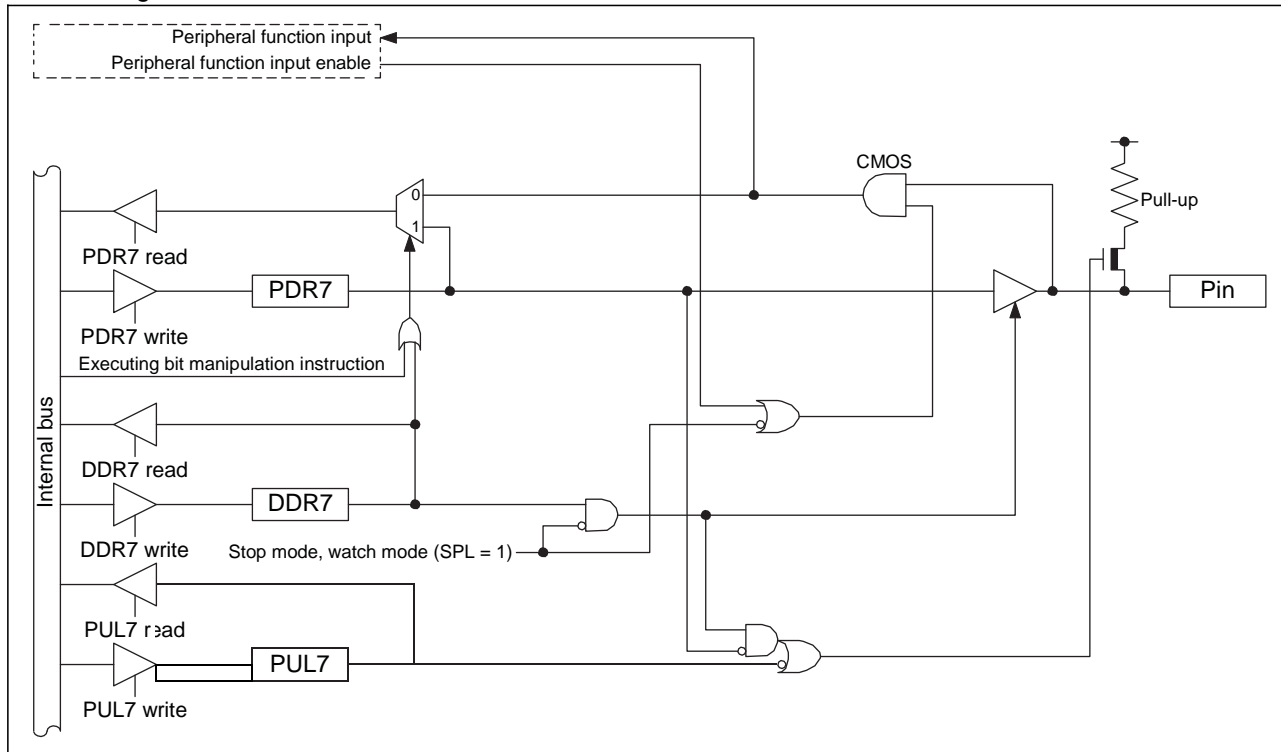 Peripheral function input
Peripheral function input enable
CMOS
0
Pull-up
1
PDR7 read
PDR7
Pin
PDR7 write
Executing bit manipulation instruction
Internal bus
DDR7 read
DDR7
DDR7 write
Stop mode, watch mode (SPL = 1)
PUL7 read
PUL7
PUL7 write